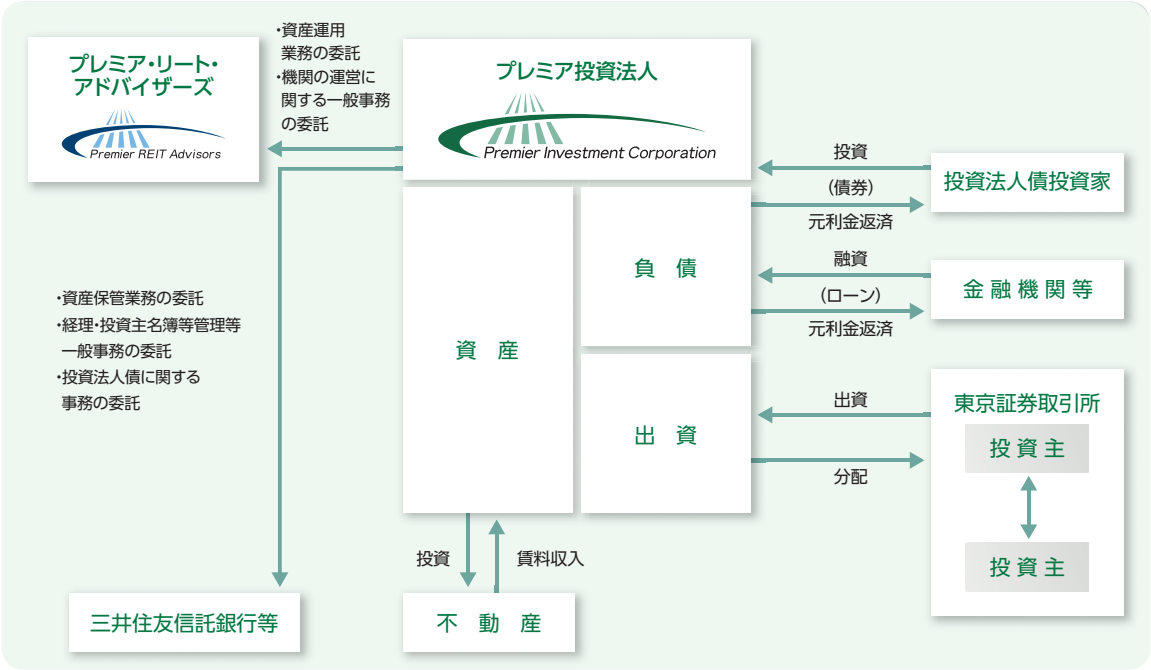 プレミア・リート・
アドバイザーズ
Premier REIT Advisors
・資産運用
業務の委託
・機関の運営に
関する一般事務
の委託
プレミア投資法人
Premier Investment Corporation
投資
(債券)
元利金返済
投資法人債投資家
負 債
融資
(ローン)
元利金返済
金融機関等
・資産保管業務の委託
・経理・投資主名簿等管理等
一般事務の委託
・投資法人債に関する
事務の委託
資 産
出 資
出資
分配
東京証券取引所
投資主
投資主
投資
賃料収入
三井住友信託銀行等
不 動 産